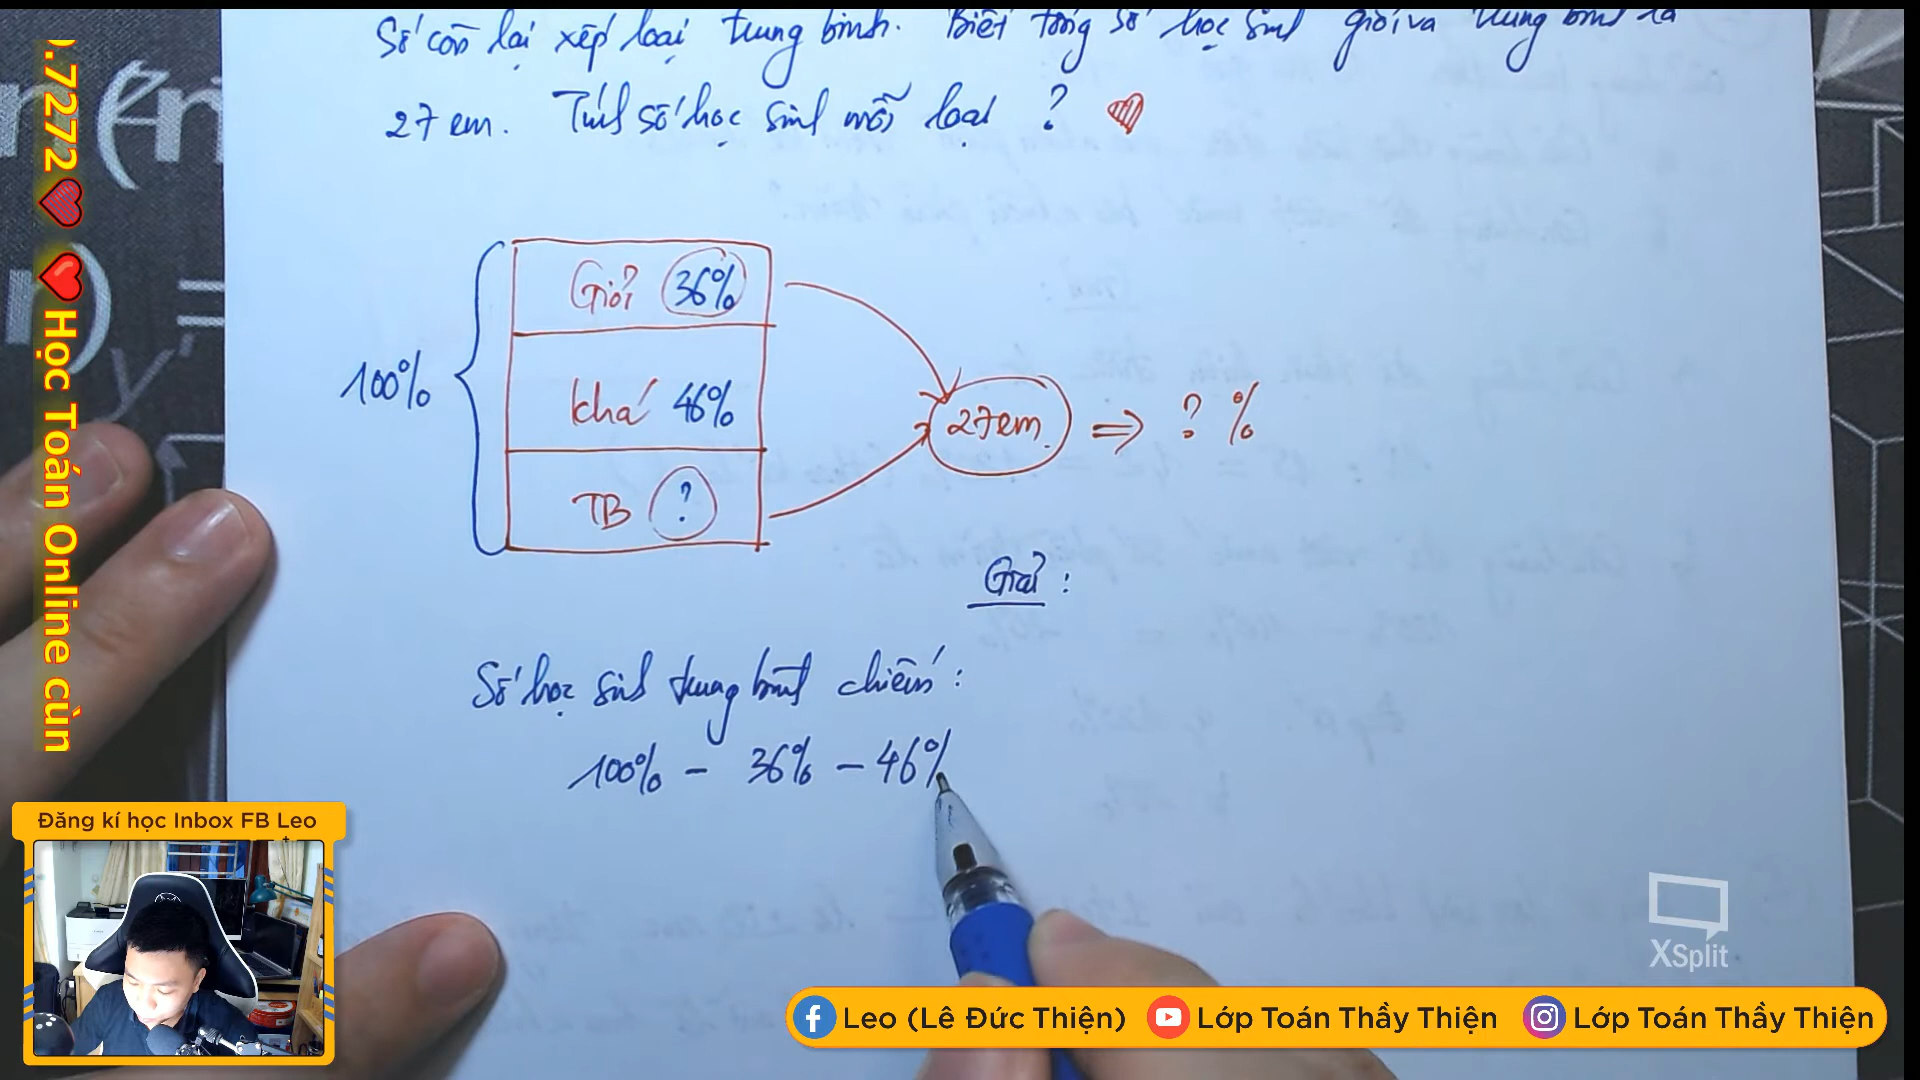 Số còn lại xếp loại trung bình. Biết tổng số học sinh giỏi và trung bình là
27 em. Tính số học sinh mỗi loại ?
100%
Giỏi 36%
khá 46%
TB ?
27em. ⇒ ? %
Giải :
Số học sinh trung bình chiếm :
100% - 36% - 46%
.7272❤ ❤Học Toán Online cùn
Đăng kí học Inbox FB Leo
XSplit
Leo (Lê Đức Thiện) Lớp Toán Thầy Thiện Lớp Toán Thầy Thiện